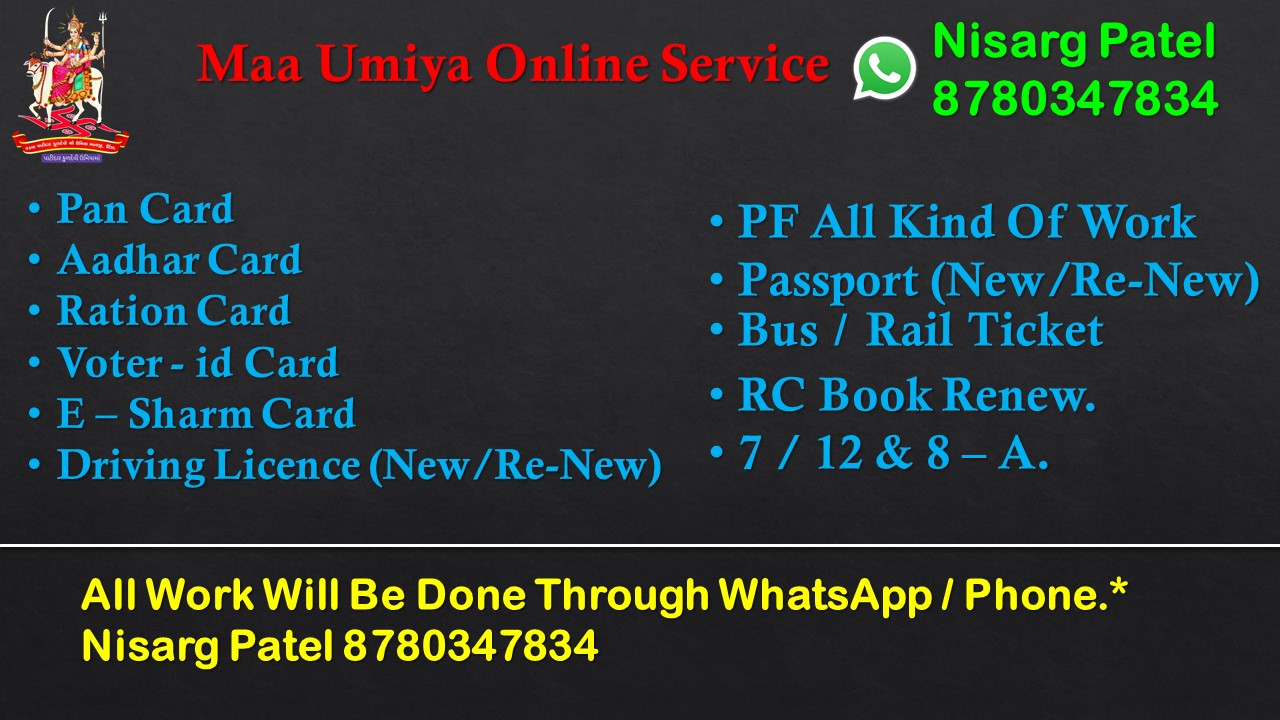 Maa Umiya Online Service
Nisarg Patel
8780347834
પાટીદાર કુળદેવી ઉમિયામાં
• Pan Card
• Aadhar Card
• Ration Card
• Voter - id Card
• E – Sharm Card
• Driving Licence (New/Re-New)
• PF All Kind Of Work
• Passport (New/Re-New)
• Bus / Rail Ticket
• RC Book Renew.
• 7 / 12 & 8 – A.
All Work Will Be Done Through WhatsApp / Phone.*
Nisarg Patel 8780347834